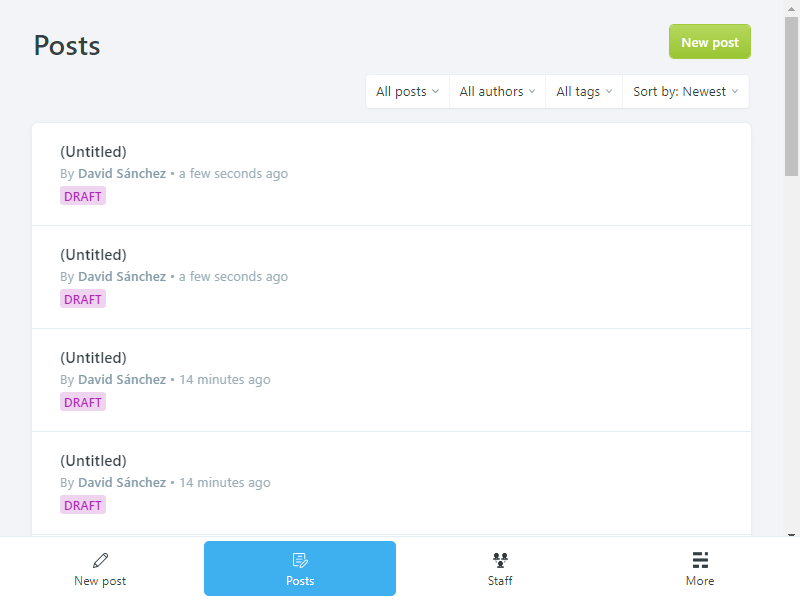 Posts
New post
All posts
All authors
All tags
Sort by: Newest
(Untitled)
By David Sánchez • a few seconds ago
DRAFT
(Untitled)
By David Sánchez • a few seconds ago
DRAFT
(Untitled)
By David Sánchez • 14 minutes ago
DRAFT
(Untitled)
By David Sánchez • 14 minutes ago
DRAFT
New post
Posts
Staff
More